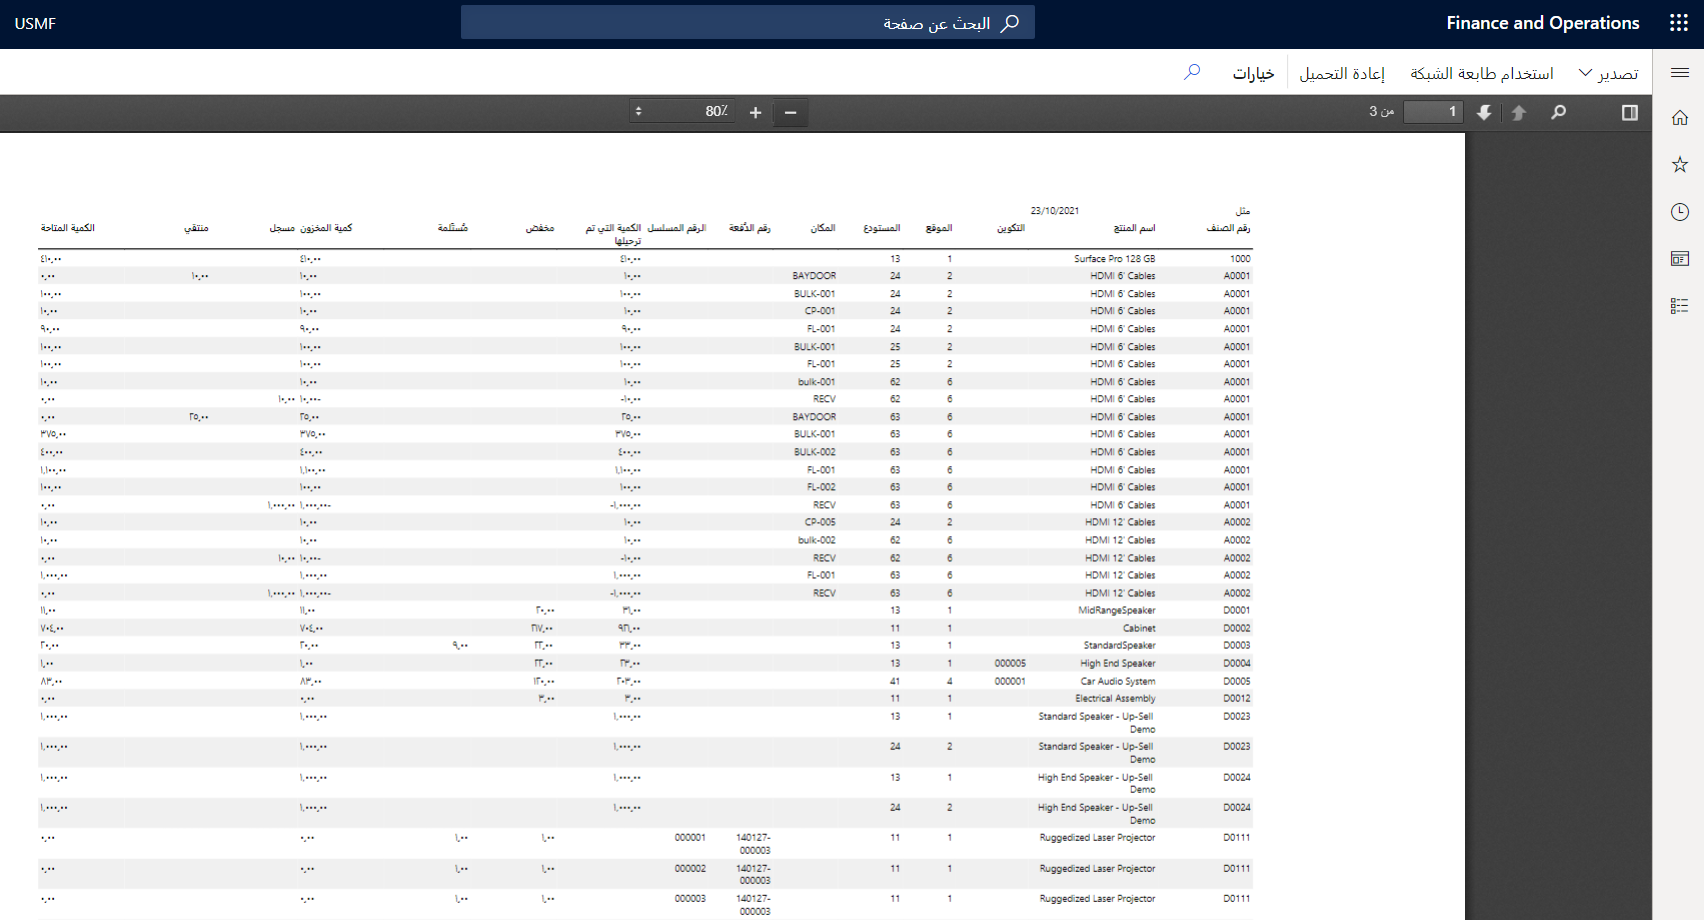 Finance and Operations
البحث عن صفحة
USMF
تصدير
استخدام طابعة الشبكة
إعادة التحميل
خيارات
1 من 3
80٪
مثل 23/10/2021
رقم الصنف اسم المنتج التكوين الموقع المستودع المكان رقم الدُفعة الرقم المسلسل الكمية التي تم مخفض مُستلَمة كمية المخزون مسجل منتقي الكمية المتاحة
ترحيلها
1000 Surface Pro 128 GB 1 13 ٤١٠,٠٠ ٤١٠,٠٠ ٤١٠,٠٠
A0001 HDMI 6' Cables 2 24 BAYDOOR ١٠,٠٠ ١٠,٠٠ ١٠,٠٠ ٠,٠٠
A0001 HDMI 6' Cables 2 24 BULK-001 ١٠٠,٠٠ ١٠٠,٠٠ ١٠٠,٠٠
A0001 HDMI 6' Cables 2 24 CP-001 ١٠,٠٠ ١٠,٠٠ ١٠,٠٠
A0001 HDMI 6' Cables 2 24 FL-001 ٩٠,٠٠ ٩٠,٠٠ ٩٠,٠٠
A0001 HDMI 6' Cables 2 25 BULK-001 ١٠٠,٠٠ ١٠٠,٠٠ ١٠٠,٠٠
A0001 HDMI 6' Cables 2 25 FL-001 ١٠٠,٠٠ ١٠٠,٠٠ ١٠٠,٠٠
A0001 HDMI 6' Cables 6 62 bulk-001 ١٠,٠٠ ١٠,٠٠ ١٠,٠٠
A0001 HDMI 6' Cables 6 62 RECV -١٠,٠٠ ١٠,٠٠- ١٠,٠٠ ٠,٠٠
A0001 HDMI 6' Cables 6 63 BAYDOOR ٢٥,٠٠ ٢٥,٠٠ ٢٥,٠٠ ٠,٠٠
A0001 HDMI 6' Cables 6 63 BULK-001 ٣٧٥,٠٠ ٣٧٥,٠٠ ٣٧٥,٠٠
A0001 HDMI 6' Cables 6 63 BULK-002 ٤٠٠,٠٠ ٤٠٠,٠٠ ٤٠٠,٠٠
A0001 HDMI 6' Cables 6 63 FL-001 ١,١٠٠,٠٠ ١,١٠٠,٠٠ ١,١٠٠,٠٠
A0001 HDMI 6' Cables 6 63 FL-002 ١٠٠,٠٠ ١٠٠,٠٠ ١٠٠,٠٠
A0001 HDMI 6' Cables 6 63 RECV -١,٠٠٠,٠٠ ١,٠٠٠,٠٠- ١,٠٠٠,٠٠ ٠,٠٠
A0002 HDMI 12' Cables 2 24 CP-005 ١٠,٠٠ ١٠,٠٠ ١٠,٠٠
A0002 HDMI 12' Cables 6 62 bulk-002 ١٠,٠٠ ١٠,٠٠ ١٠,٠٠
A0002 HDMI 12' Cables 6 62 RECV -١٠,٠٠ ١٠,٠٠- ١٠,٠٠ ٠,٠٠
A0002 HDMI 12' Cables 6 63 FL-001 ١,٠٠٠,٠٠ ١,٠٠٠,٠٠ ١,٠٠٠,٠٠
A0002 HDMI 12' Cables 6 63 RECV -١,٠٠٠,٠٠ ١,٠٠٠,٠٠- ١,٠٠٠,٠٠ ٠,٠٠
D0001 MidRangeSpeaker 1 13 ٣١,٠٠ ٢٠,٠٠ ١١,٠٠ ١١,٠٠
D0002 Cabinet 1 11 ٩٢١,٠٠ ٢١٧,٠٠ ٧٠٤,٠٠ ٧٠٤,٠٠
D0003 StandardSpeaker 1 13 ٣٣,٠٠ ٢٢,٠٠ ٩,٠٠ ٢٠,٠٠ ٢٠,٠٠
D0004 High End Speaker 000005 1 13 ٢٣,٠٠ ٢٢,٠٠ ١,٠٠ ١,٠٠
D0005 Car Audio System 000001 4 41 ٢٠٣,٠٠ ١٢٠,٠٠ ٨٣,٠٠ ٨٣,٠٠
D0012 Electrical Assembly 1 11 ٣,٠٠ ٣,٠٠ ٠,٠٠ ٠,٠٠
D0023 Standard Speaker - Up-Sell 1 13 ١,٠٠٠,٠٠ ١,٠٠٠,٠٠ ١,٠٠٠,٠٠
Demo
D0023 Standard Speaker - Up-Sell 2 24 ١,٠٠٠,٠٠ ١,٠٠٠,٠٠ ١,٠٠٠,٠٠
Demo
D0024 High End Speaker - Up-Sell 1 13 ١,٠٠٠,٠٠ ١,٠٠٠,٠٠ ١,٠٠٠,٠٠
Demo
D0024 High End Speaker - Up-Sell 2 24 ١,٠٠٠,٠٠ ١,٠٠٠,٠٠ ١,٠٠٠,٠٠
Demo
D0111 Ruggedized Laser Projector 1 11 140127- 000001 ١,٠٠ ١,٠٠ ٠,٠٠ ٠,٠٠
000003
D0111 Ruggedized Laser Projector 1 11 140127- 000002 ١,٠٠ ١,٠٠ ٠,٠٠ ٠,٠٠
000003
D0111 Ruggedized Laser Projector 1 11 140127- 000003 ١,٠٠ ١,٠٠ ٠,٠٠ ٠,٠٠
000003